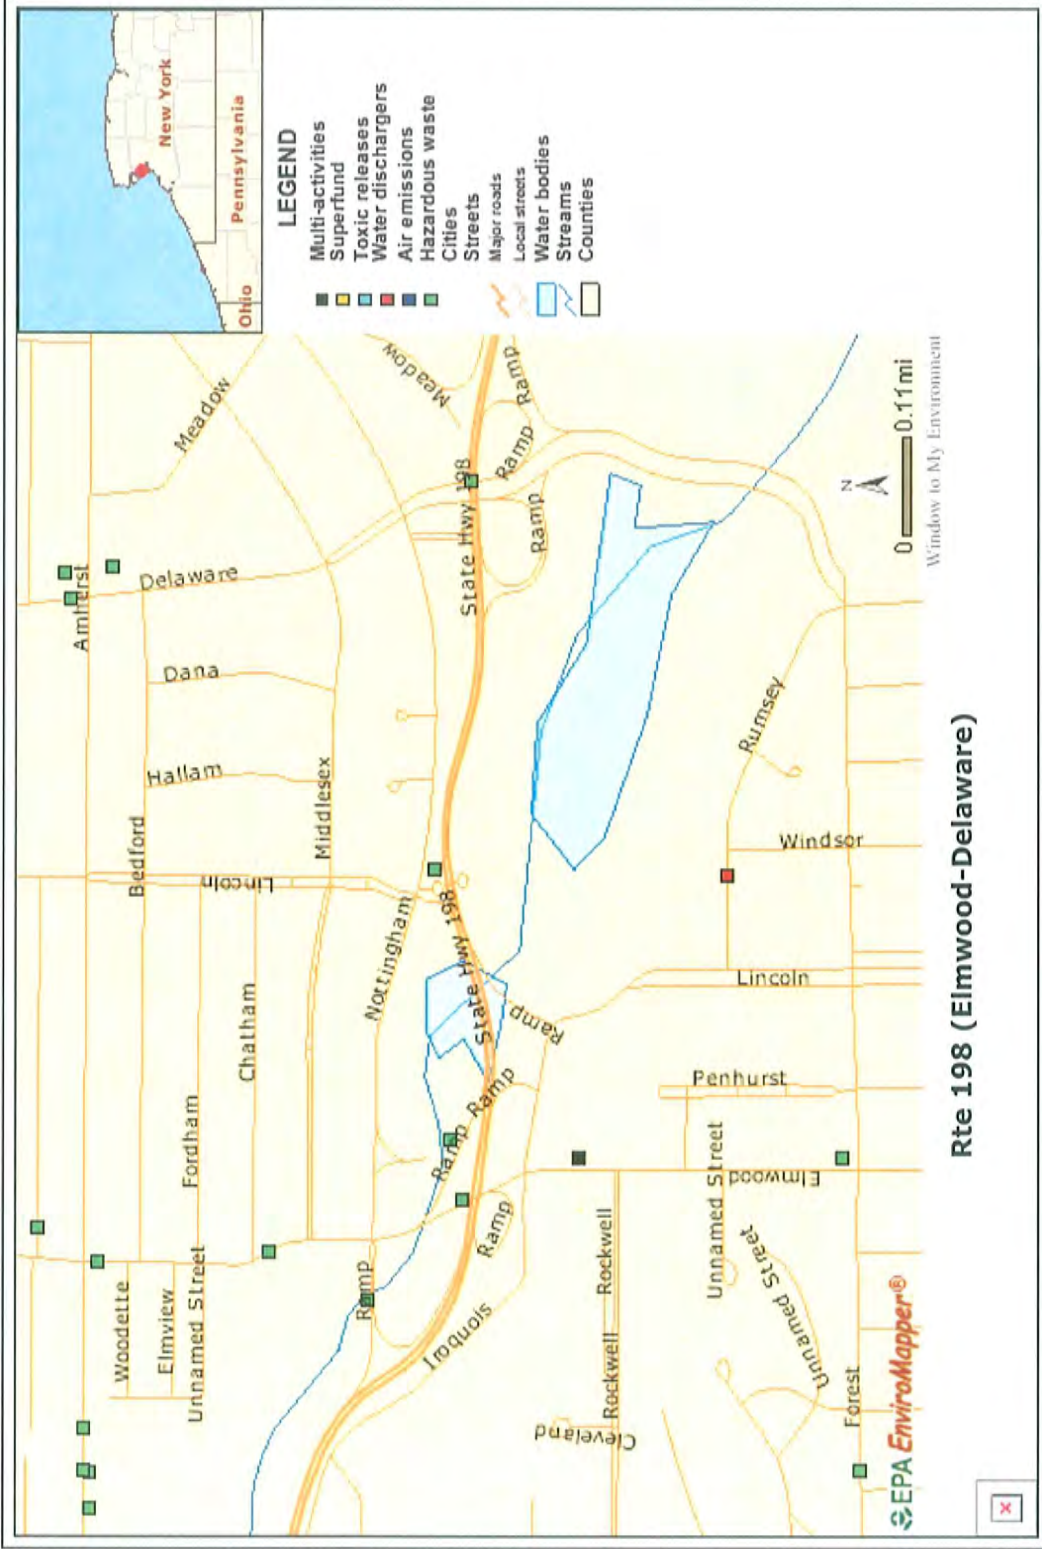 New York
Pennsylvania
Ohio
LEGEND
Multi-activities
Superfund
Toxic releases
Water dischargers
Air emissions
Hazardous waste
Cities
Streets
Major roads
Local streets
Water bodies
Streams
Counties
Amherst
Meadow
Meadow
Delaware
Dana
Hallam
Bedford
Middlesex
Lincoln
Nottingham
Chatham
Fordham
Woodette
Elmview
Unnamed Street
State Hwy 198
Ramp
Ramp
Ramp
State Hwy 198
Ramp
Ramp
Ramp
Ramp
Ramp
Iroquois
Rockwell
Rockwell
Cleveland
Elmwood
Unnamed Street
Unnamed Street
Penhurst
Lincoln
Windsor
Rumsey
Forest
N
0 0.11mi
EPA EnviroMapper®
Window to My Environment
Rte 198 (Elmwood-Delaware)